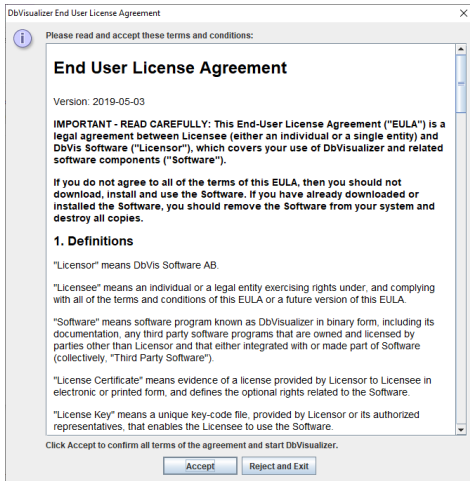 DbVisualizer End User License Agreement
Please read and accept these terms and conditions:
End User License Agreement
Version: 2019-05-03
IMPORTANT - READ CAREFULLY: This End-User License Agreement ("EULA") is a
legal agreement between Licensee (either an individual or a single entity) and
DbVis Software ("Licensor"), which covers your use of DbVisualizer and related
software components ("Software").
If you do not agree to all of the terms of this EULA, then you should not
download, install and use the Software. If you have already downloaded or
installed the Software, you should remove the Software from your system and
destroy all copies.
1. Definitions
"Licensor" means DbVis Software AB.
"Licensee" means an individual or a legal entity exercising rights under, and complying
with all of the terms and conditions of this EULA or a future version of this EULA.
"Software" means software program known as DbVisualizer in binary form, including its
documentation, any third party software programs that are owned and licensed by
parties other than Licensor and that either integrated with or made part of Software
(collectively, "Third Party Software").
"License Certificate" means evidence of a license provided by Licensor to Licensee in
electronic or printed form, and defines the optional rights related to the Software.
"License Key" means a unique key-code file, provided by Licensor or its authorized
representatives, that enables the Licensee to use the Software.
Click Accept to confirm all terms of the agreement and start DbVisualizer.
Accept Reject and Exit